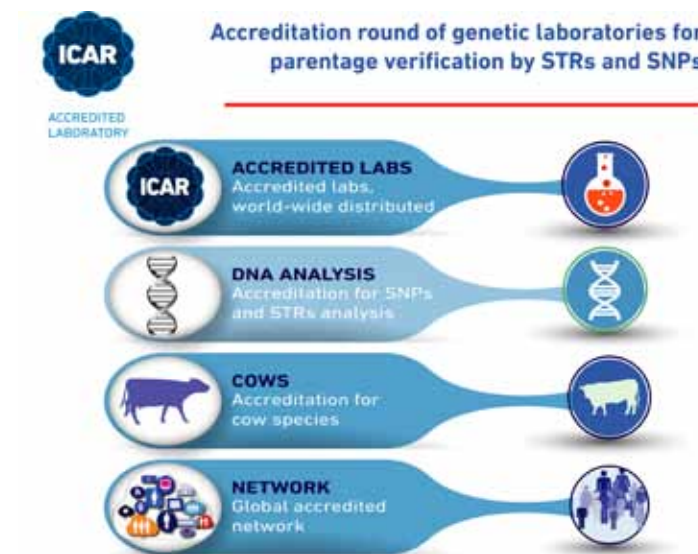 ICAR
ACCREDITED
LABORATORY
Accreditation round of genetic laboratories for
parentage verification by STRs and SNPs
ICAR
ACCREDITED LABS
Accredited labs,
world-wide distributed
DNA ANALYSIS
Accreditation for SNPs
and STRs analysis
COWS
Accreditation for
cow species
NETWORK
Global accredited
network